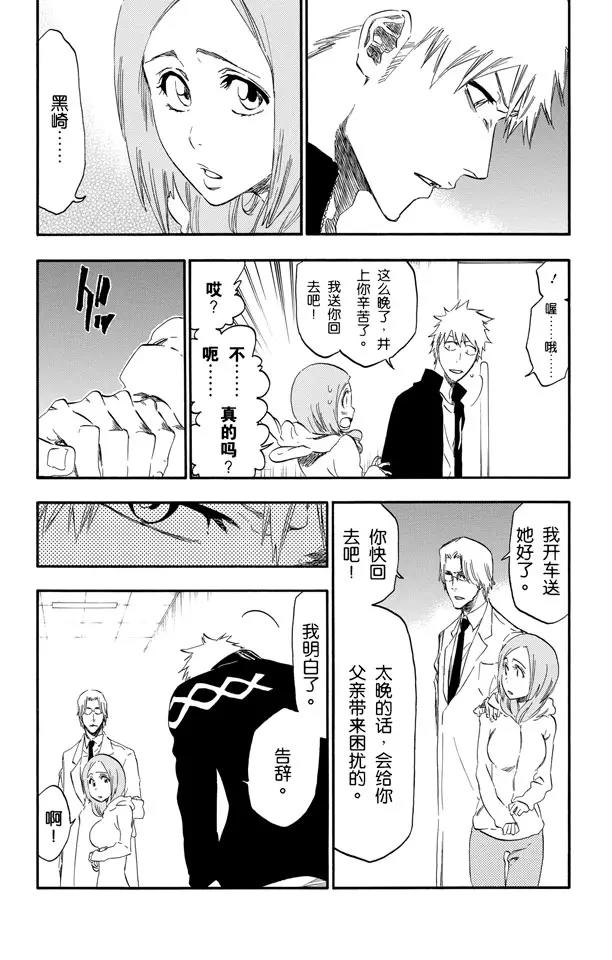 黑崎……
喔……哦，
这么晚了，井
上你辛苦了。
我送你回
去吧！
哎？
不……
呃……
真的吗？
我开车送
她好了。
你快回
去吧！
太晚的话，会给你
父亲带来困扰的。
我明白了。
告辞。
啊！